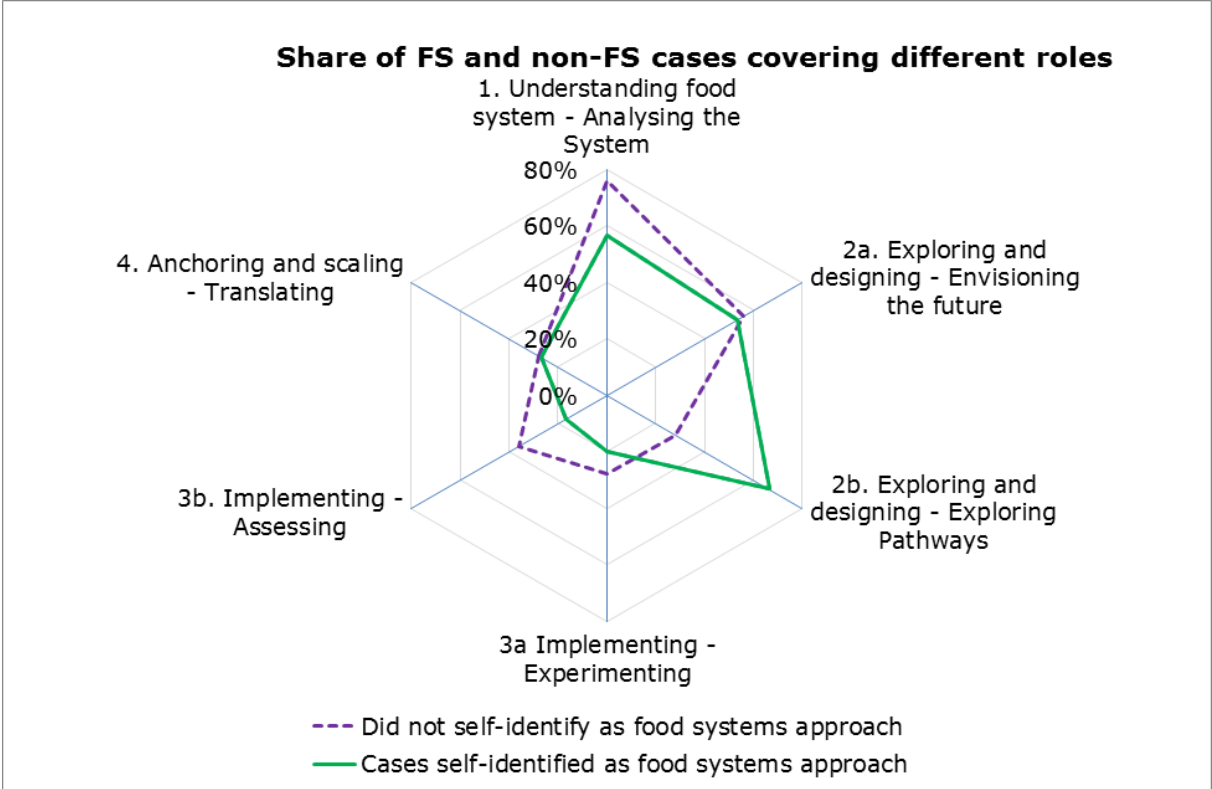 Share of FS and non-FS cases covering different roles
1. Understanding food
system - Analysing the
System
80%
60%
40%
20%
0%
2a. Exploring and
designing - Envisioning
the future
2b. Exploring and
designing - Exploring
Pathways
3a Implementing -
Experimenting
3b. Implementing -
Assessing
4. Anchoring and scaling
- Translating
Did not self-identify as food systems approach
Cases self-identified as food systems approach